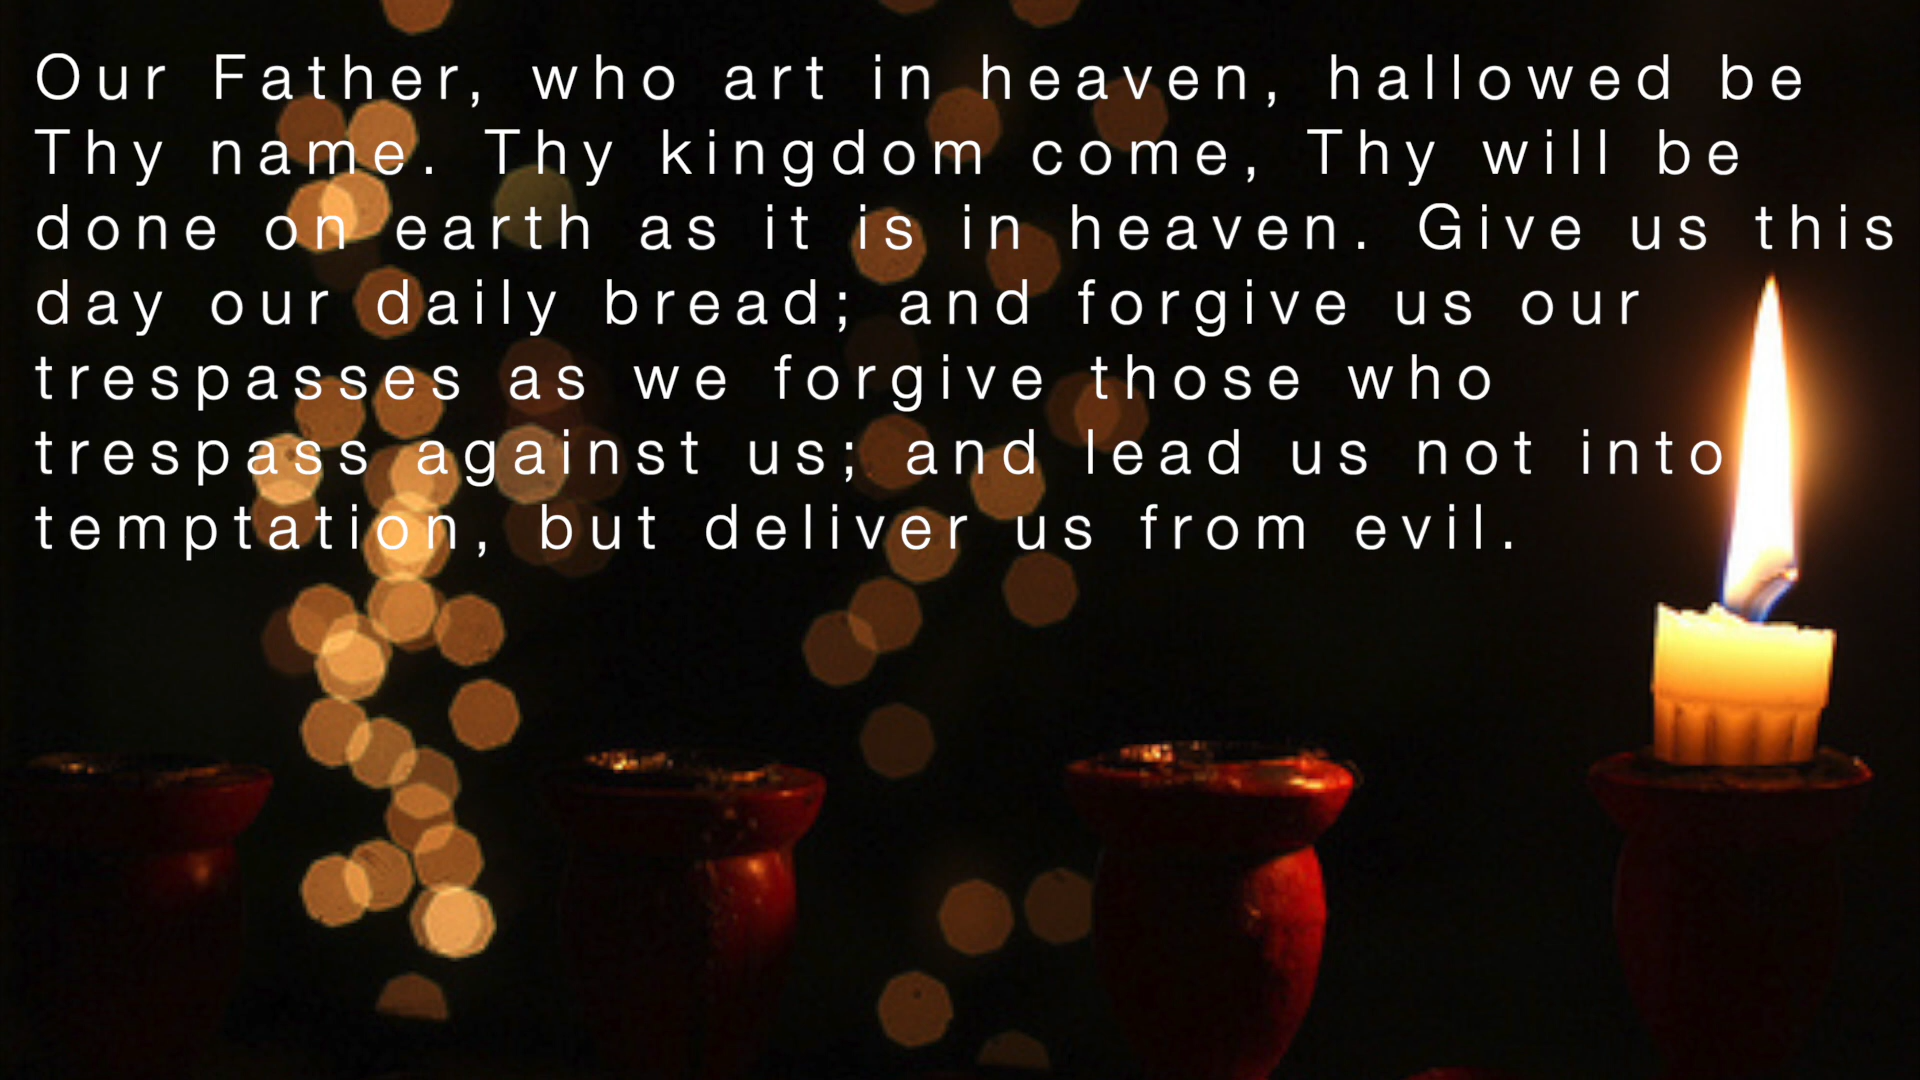 Our Father, who art in heaven, hallowed be
Thy name. Thy kingdom come, Thy will be
done on earth as it is in heaven. Give us this
day our daily bread; and forgive us our
trespasses as we forgive those who
trespass against us; and lead us not into
temptation, but deliver us from evil.